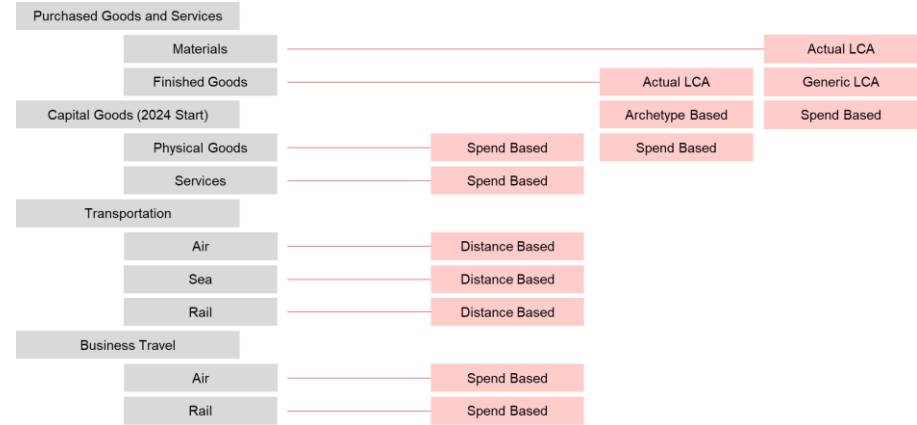 Purchased Goods and Services
Materials Actual LCA
Finished Goods Actual LCA Generic LCA
Capital Goods (2024 Start) Archetype Based Spend Based
Physical Goods Spend Based Spend Based
Services Spend Based
Transportation
Air Distance Based
Sea Distance Based
Rail Distance Based
Business Travel
Air Spend Based
Rail Spend Based